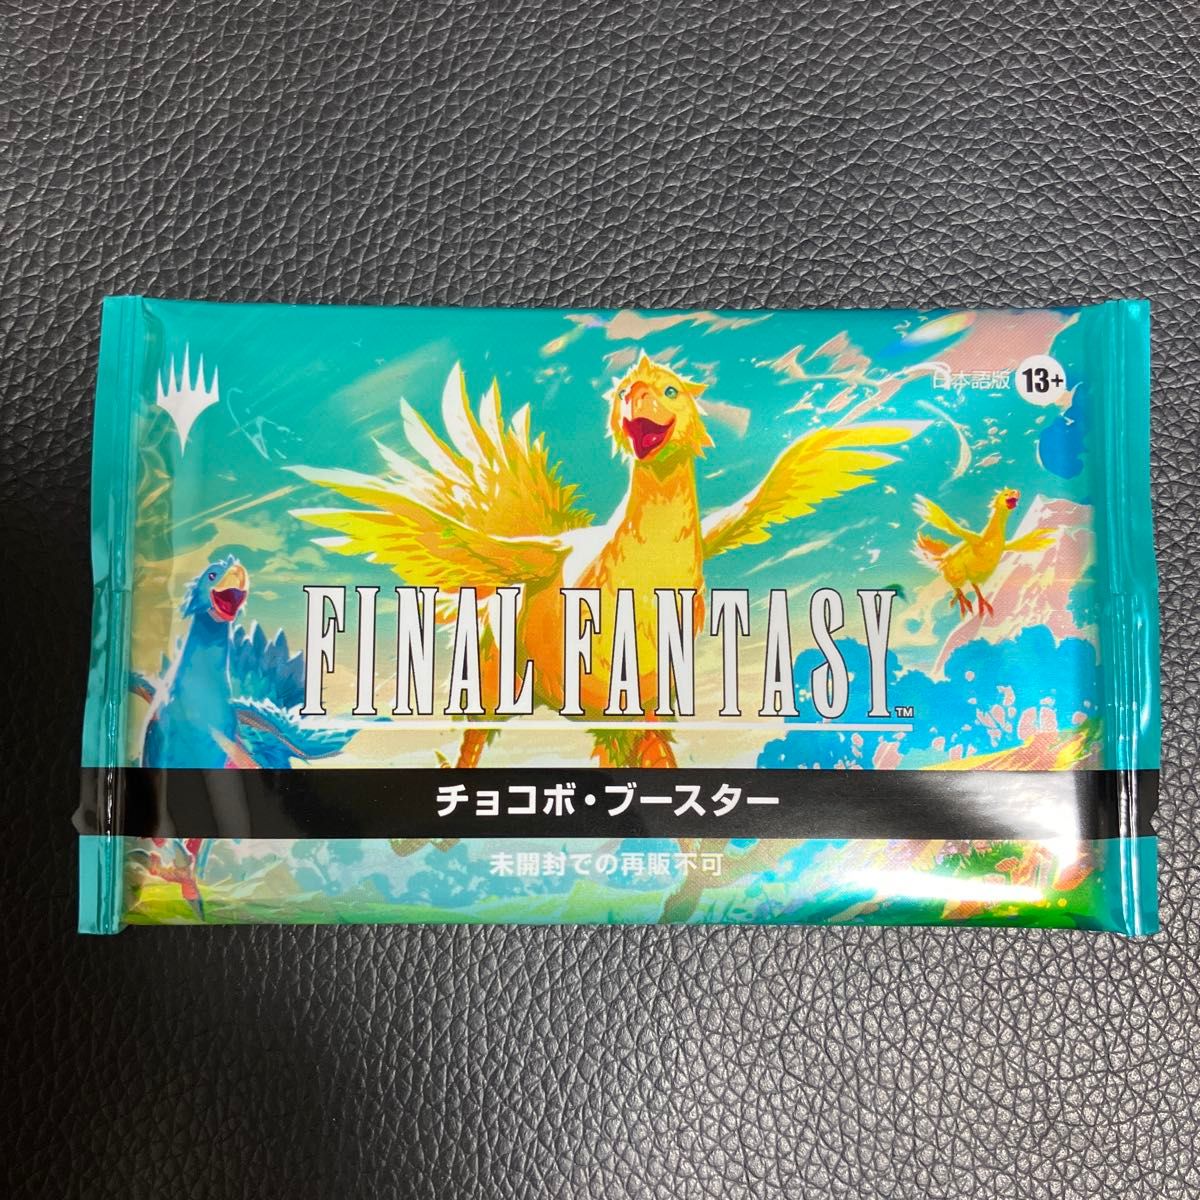 日本語版 13+
FINAL FANTASY™
チョコボ・ブースター
未開封での再販不可